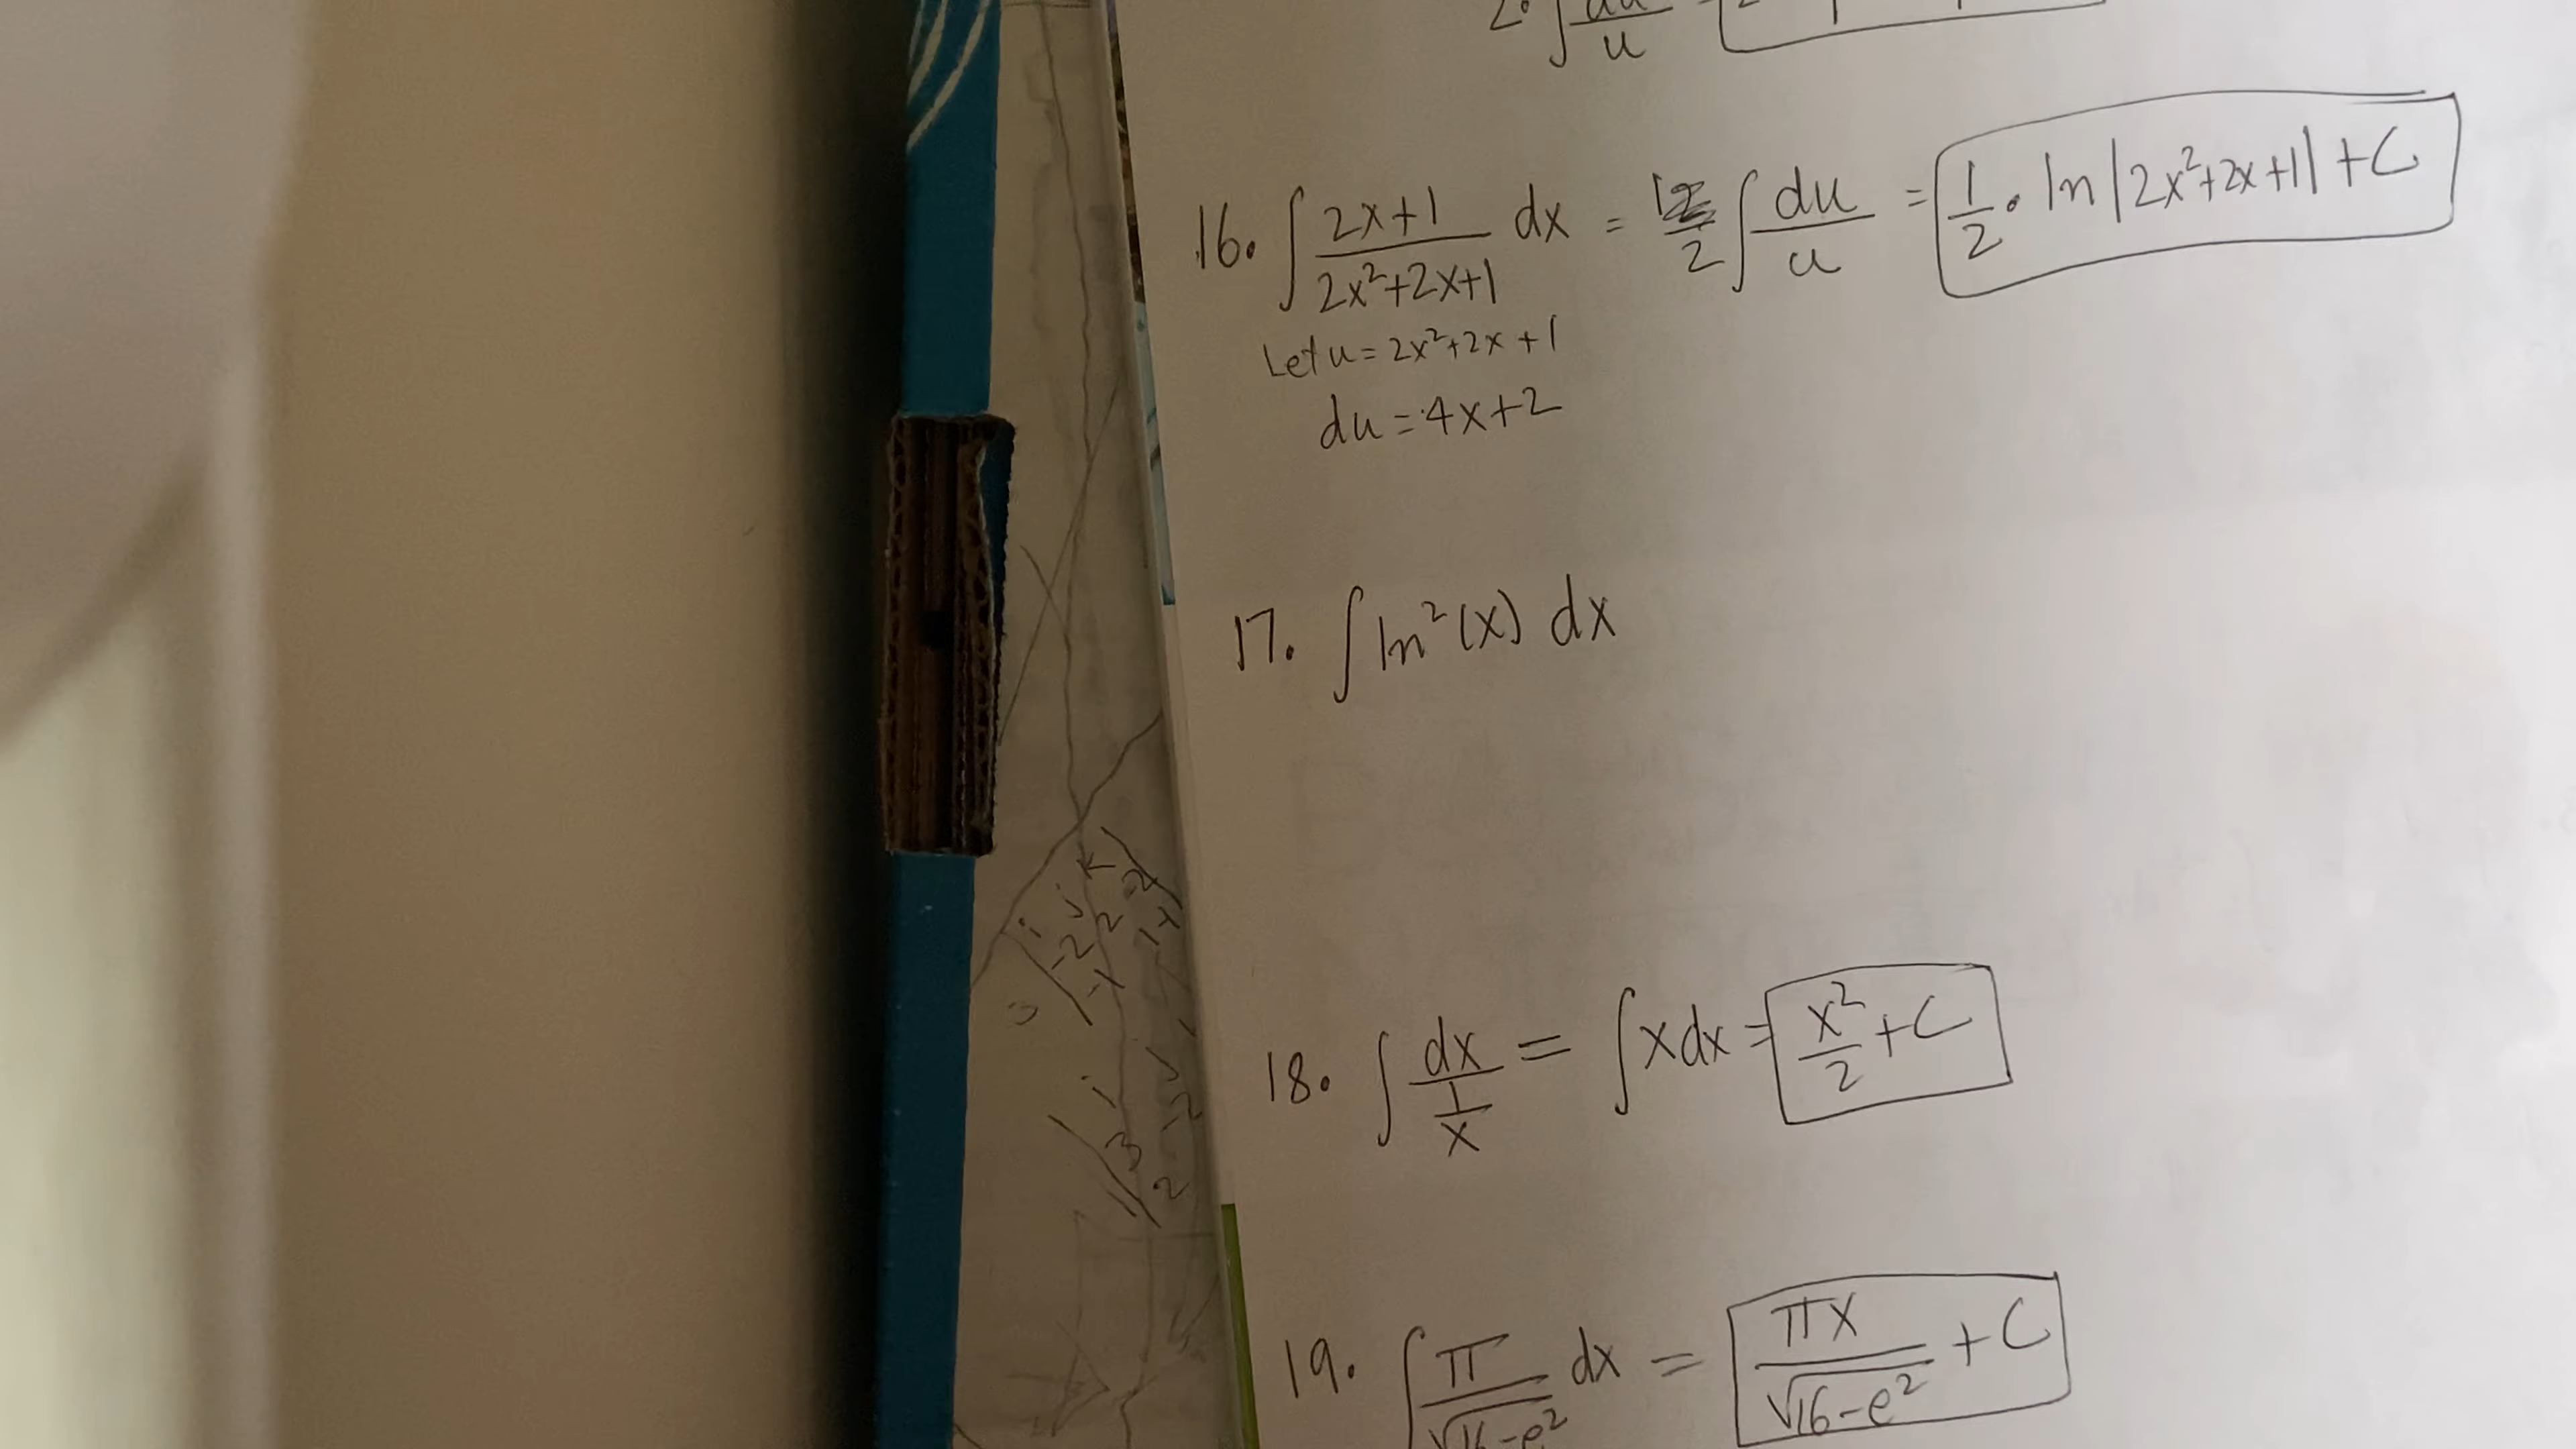 2. ∫ du/u
16. ∫ (2x+1)/(2x²+2x+1) dx = 1/2 ∫ du/u = 1/2 · ln|2x²+2x+1| + C
Let u = 2x²+2x+1
du = 4x+2
17. ∫ ln²(x) dx
18. ∫ dx/(1/x) = ∫ x dx = x²/2 + C
19. ∫ π/√(16-e²) dx = πx/√(16-e²) + C